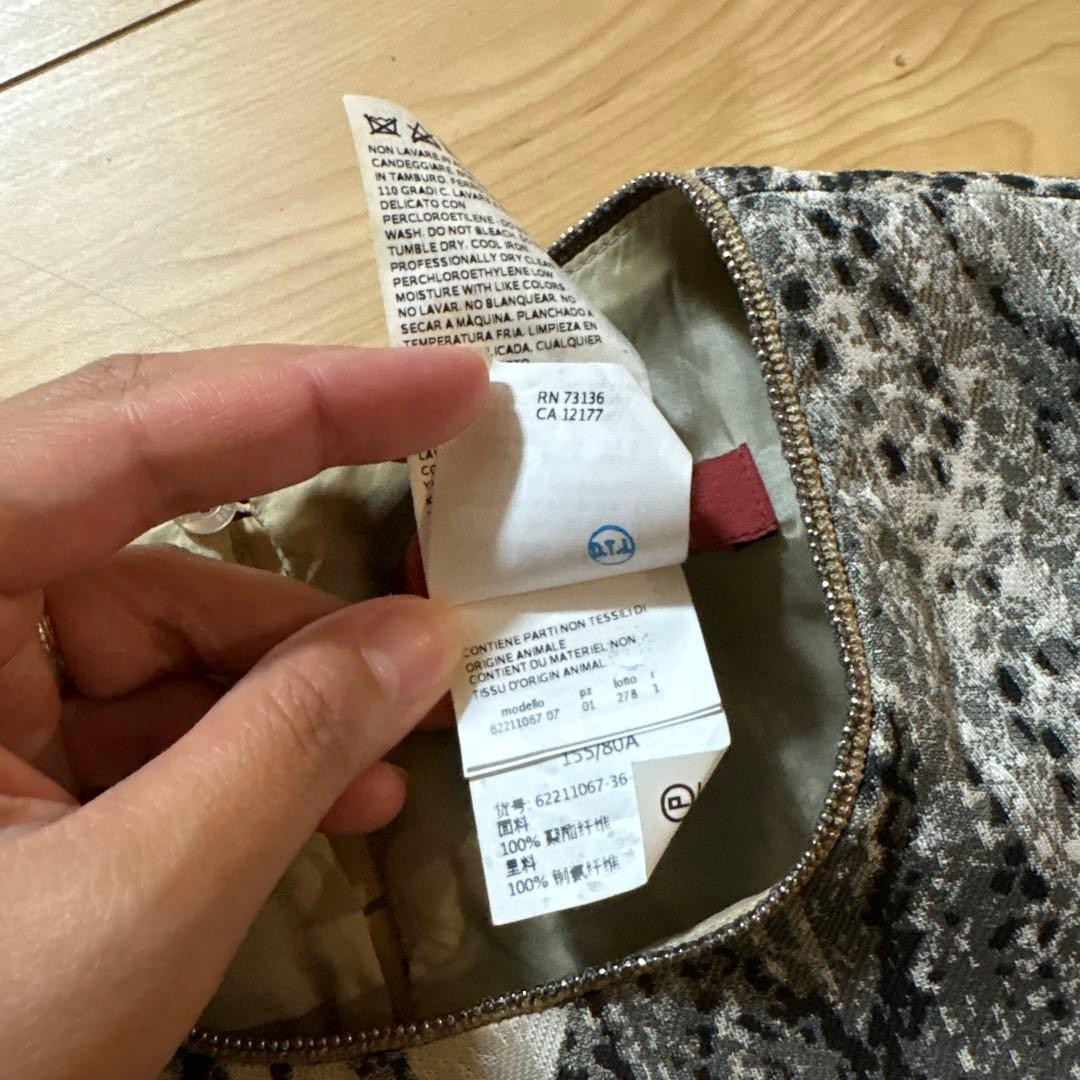 NON LAVARE
CANDEGGIARE.
IN TAMBURO.
110 GRADI C.
DELICATO CON
PERCLOROETILENE- DO
WASH. DO NOT BLEACH.
TUMBLE DRY. COOL IRON.
PROFESSIONALLY DRY CLEAN
PERCHLOROETHYLENE LOW
MOISTURE WITH LIKE COLORS
NO LAVAR. NO BLANQUEAR. NO
SECAR A MÀQUINA. PLANCHADO A
TEMPERATURA FRIA. LIMPIEZA EN
CUALQUIER
RN 73136
CA 12177
D.T.I.
CONTIENE PARTI NON TESSILI DI
ORIGINE ANIMALE
CONTIENT DU MATERIEL NON
TISSU D'ORIGIN ANIMAL
modello pz lotto r
62211067 07 01 278 1
155/80A
货号: 62211067-36-
面料
100% 聚酯纤维
里料
100% 铜氨纤维